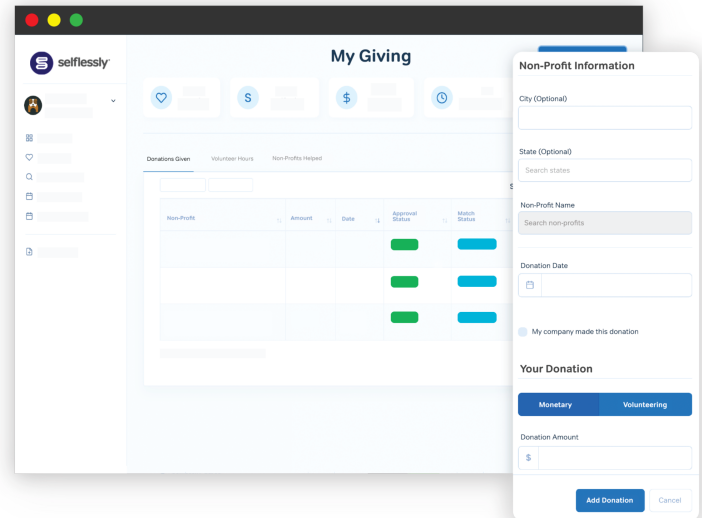 selflessly
My Giving
S
$
Donations Given
Volunteer Hours
Non Profits Helped
S
Non-Profit
Amount
Date
Approval
Status
Match
Status
Non-Profit Information
City (Optional)
State (Optional)
Search states
Non-Profit Name
Search non-profits
Donation Date
My company made this donation
Your Donation
Monetary
Volunteering
Donation Amount
$
Add Donation
Cancel